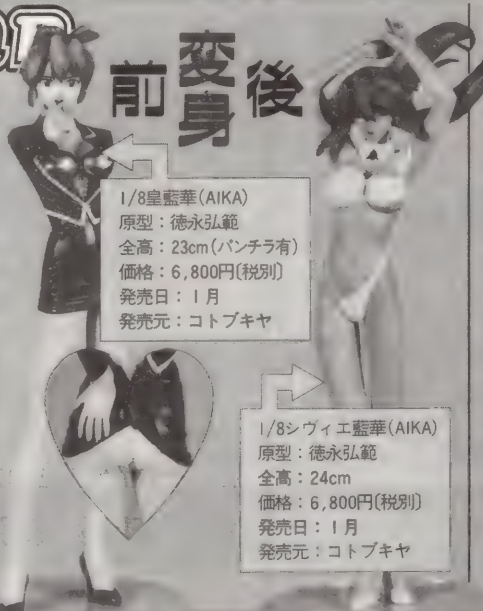 変身
前
後
1/8皇藍華(AIKA)
原型：徳永弘範
全高：23cm(パンチラ有)
価格：6,800円〔税別〕
発売日：1月
発売元：コトブキヤ
1/8シヴィエ藍華(AIKA)
原型：徳永弘範
全高：24cm
価格：6,800円〔税別〕
発売日：1月
発売元：コトブキヤ